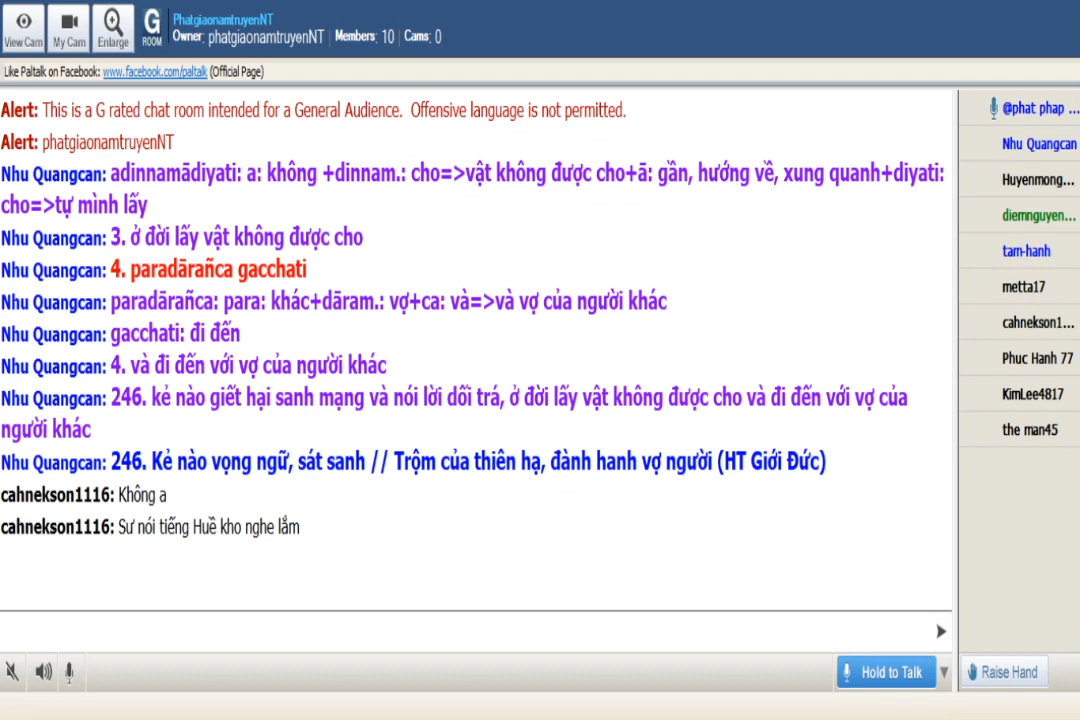 View Cam
My Cam
Enlarge
G
ROOM
PhatgiaonamtruyenNT
Owner: phatgiaonamtruyenNT | Members: 10 | Cams: 0
Like Paltalk on Facebook: www.facebook.com/paltalk (Official Page)
Alert: This is a G rated chat room intended for a General Audience. Offensive language is not permitted.
Alert: phatgiaonamtruyenNT
Nhu Quangcan: adinnamādiyati: a: không +dinnam.: cho=>vật không được cho+ā: gần, hướng về, xung quanh+diyati:
cho=>tự mình lấy
Nhu Quangcan: 3. ở đời lấy vật không được cho
Nhu Quangcan: 4. paradārañca gacchati
Nhu Quangcan: paradārañca: para: khác+dāram.: vợ+ca: và=>và vợ của người khác
Nhu Quangcan: gacchati: đi đến
Nhu Quangcan: 4. và đi đến với vợ của người khác
Nhu Quangcan: 246. kẻ nào giết hại sanh mạng và nói lời dối trá, ở đời lấy vật không được cho và đi đến với vợ của
người khác
Nhu Quangcan: 246. Kẻ nào vọng ngữ, sát sanh // Trộm của thiên hạ, đành hanh vợ người (HT Giới Đức)
cahnekson1116: Không a
cahnekson1116: Sư nói tiếng Huề kho nghe lắm
@phat phap ...
Nhu Quangcan
Huyenmong...
diemnguyen...
tam-hanh
metta17
cahnekson1...
Phuc Hanh 77
KimLee4817
the man45
Hold to Talk
Raise Hand